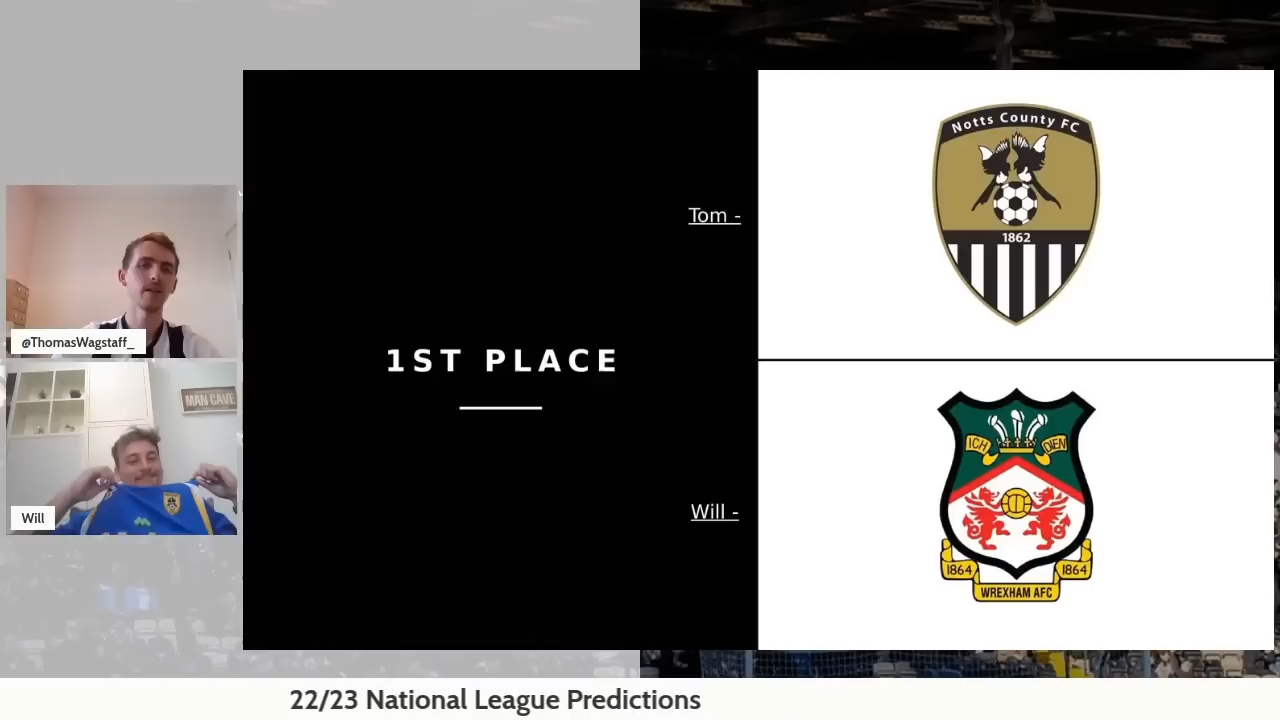 Notts County FC
1862
Tom -
@ThomasWagstaff_
1ST PLACE
MAN CAVE
ICH DIEN
Will -
Will
1864 1864
WREXHAM AFC
22/23 National League Predictions